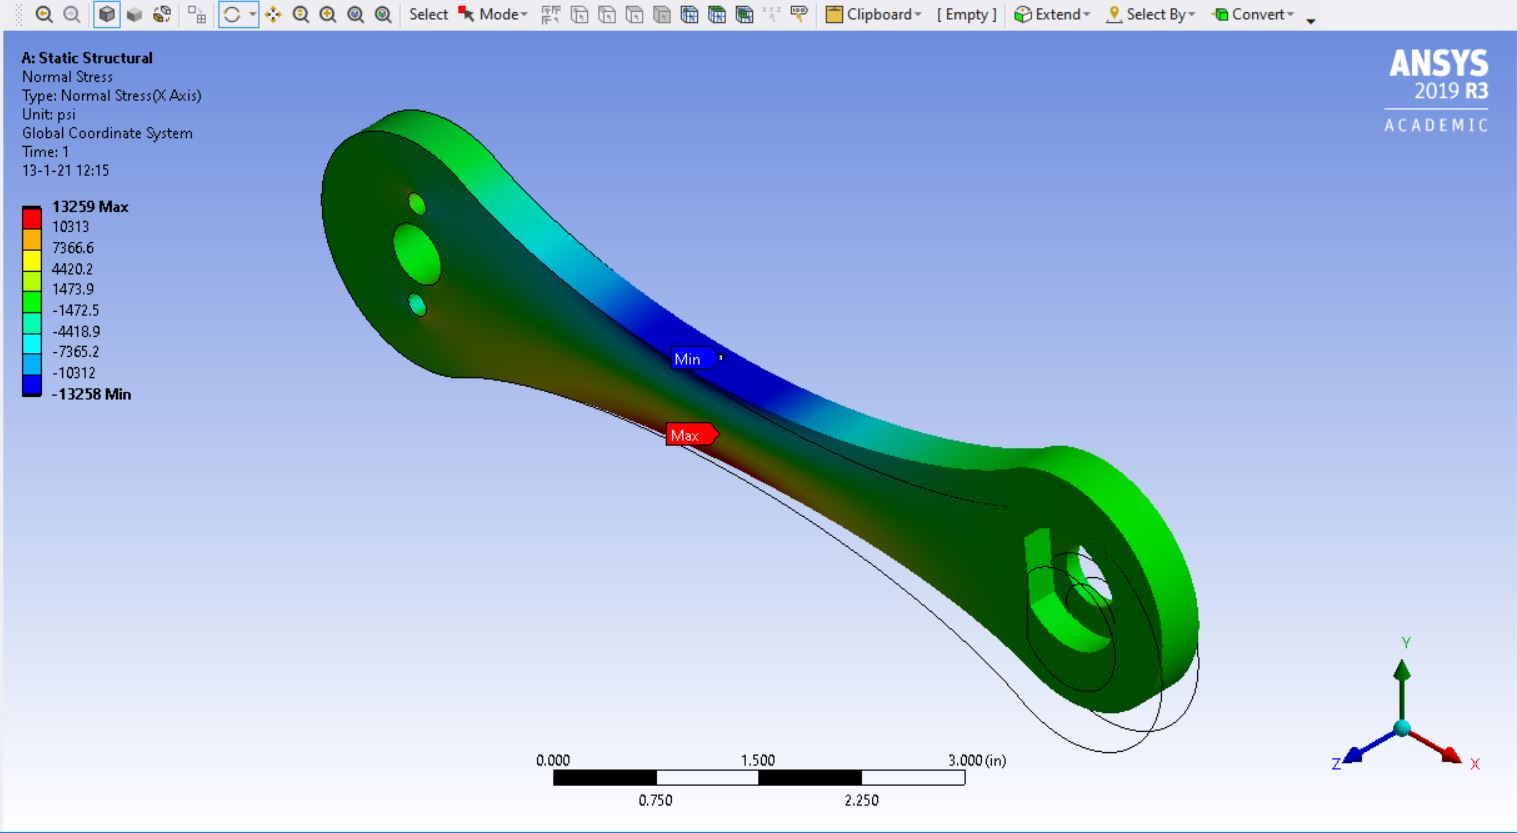 Select Mode Clipboard [ Empty ] Extend Select By Convert
A: Static Structural
Normal Stress
Type: Normal Stress(X Axis)
Unit: psi
Global Coordinate System
Time: 1
13-1-21 12:15
13259 Max
10313
7366.6
4420.2
1473.9
-1472.5
-4418.9
-7365.2
-10312
-13258 Min
ANSYS
2019 R3
ACADEMIC
Min
Max
0.000 1.500 3.000 (in)
0.750 2.250
Y
Z
X